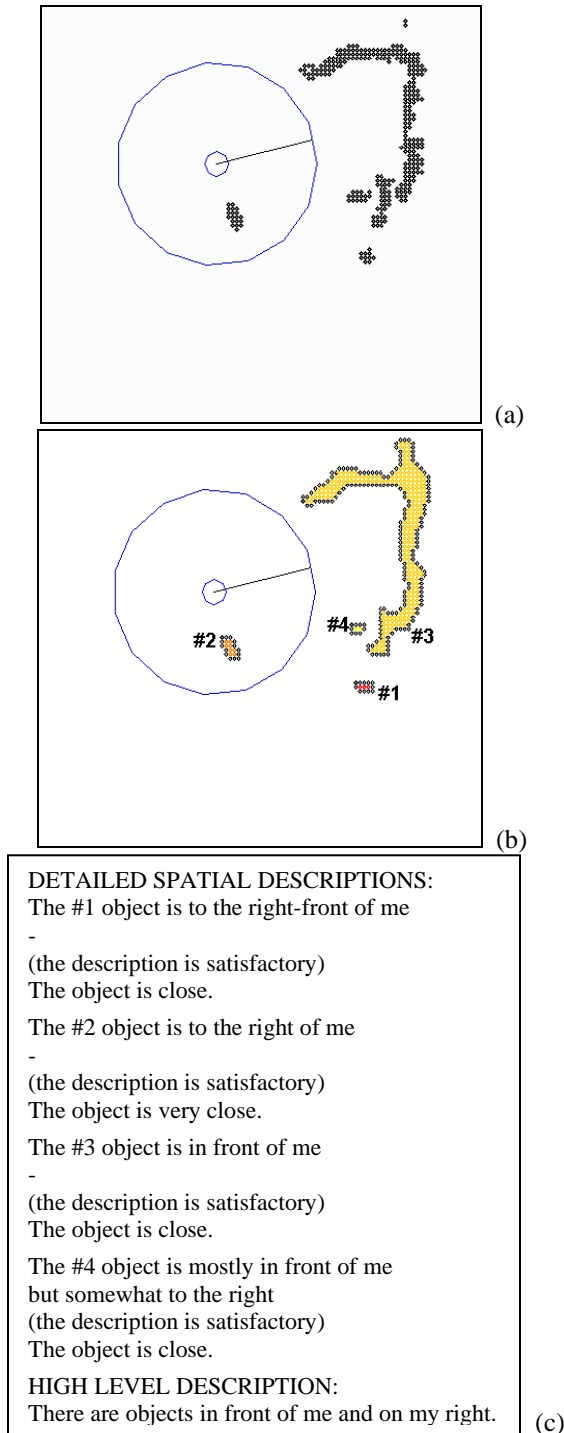 (a)
#2
#4
#3
#1
(b)
DETAILED SPATIAL DESCRIPTIONS:
The #1 object is to the right-front of me
-
(the description is satisfactory)
The object is close.
The #2 object is to the right of me
-
(the description is satisfactory)
The object is very close.
The #3 object is in front of me
-
(the description is satisfactory)
The object is close.
The #4 object is mostly in front of me
but somewhat to the right
(the description is satisfactory)
The object is close.
HIGH LEVEL DESCRIPTION:
There are objects in front of me and on my right.
(c)